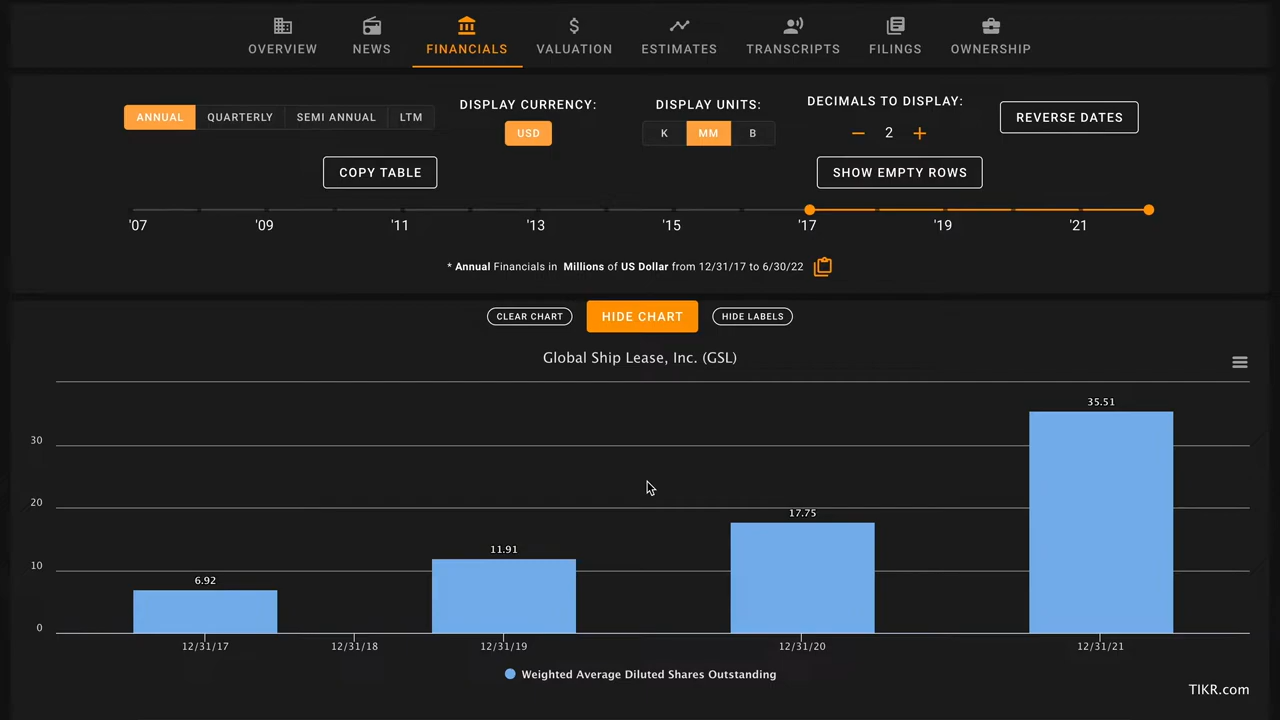 OVERVIEW NEWS FINANCIALS VALUATION ESTIMATES TRANSCRIPTS FILINGS OWNERSHIP
ANNUAL QUARTERLY SEMI ANNUAL LTM
DISPLAY CURRENCY:
USD
DISPLAY UNITS:
K MM B
DECIMALS TO DISPLAY:
2
REVERSE DATES
COPY TABLE
SHOW EMPTY ROWS
'07 '09 '11 '13 '15 '17 '19 '21
* Annual Financials in Millions of US Dollar from 12/31/17 to 6/30/22
CLEAR CHART HIDE CHART HIDE LABELS
Global Ship Lease, Inc. (GSL)
35.51
30
20
17.75
11.91
10
6.92
0
12/31/17 12/31/18 12/31/19 12/31/20 12/31/21
Weighted Average Diluted Shares Outstanding
TIKR.com